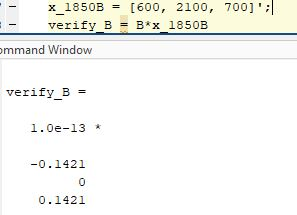 x_1850B = [600, 2100, 700]';
verify_B = B*x_1850B
ommand Window
verify_B =
1.0e-13 *
-0.1421
0
0.1421